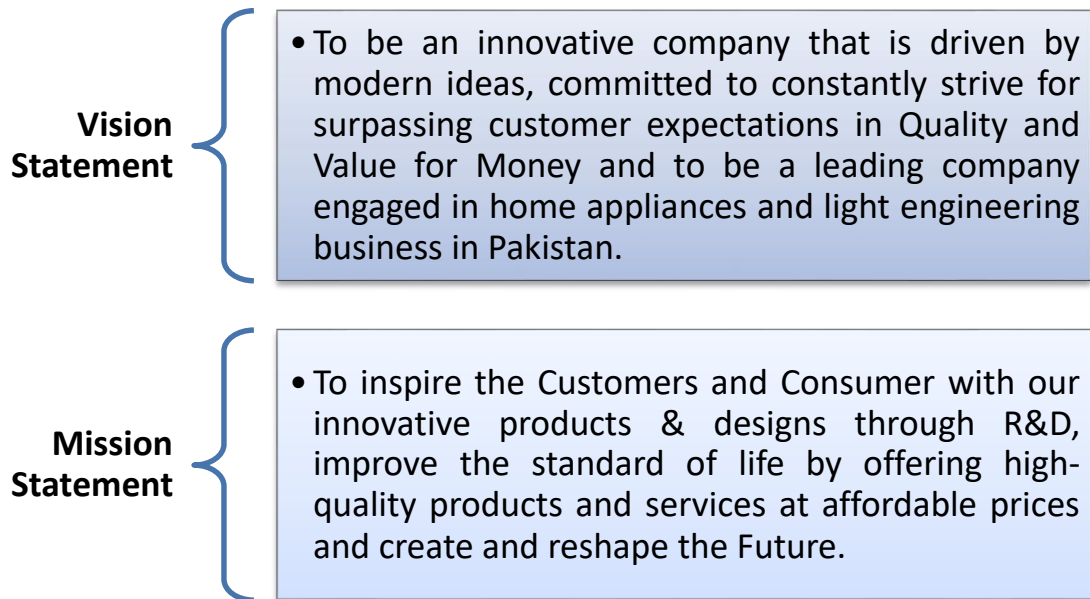 Vision
Statement
• To be an innovative company that is driven by
modern ideas, committed to constantly strive for
surpassing customer expectations in Quality and
Value for Money and to be a leading company
engaged in home appliances and light engineering
business in Pakistan.
Mission
Statement
• To inspire the Customers and Consumer with our
innovative products & designs through R&D,
improve the standard of life by offering high-
quality products and services at affordable prices
and create and reshape the Future.